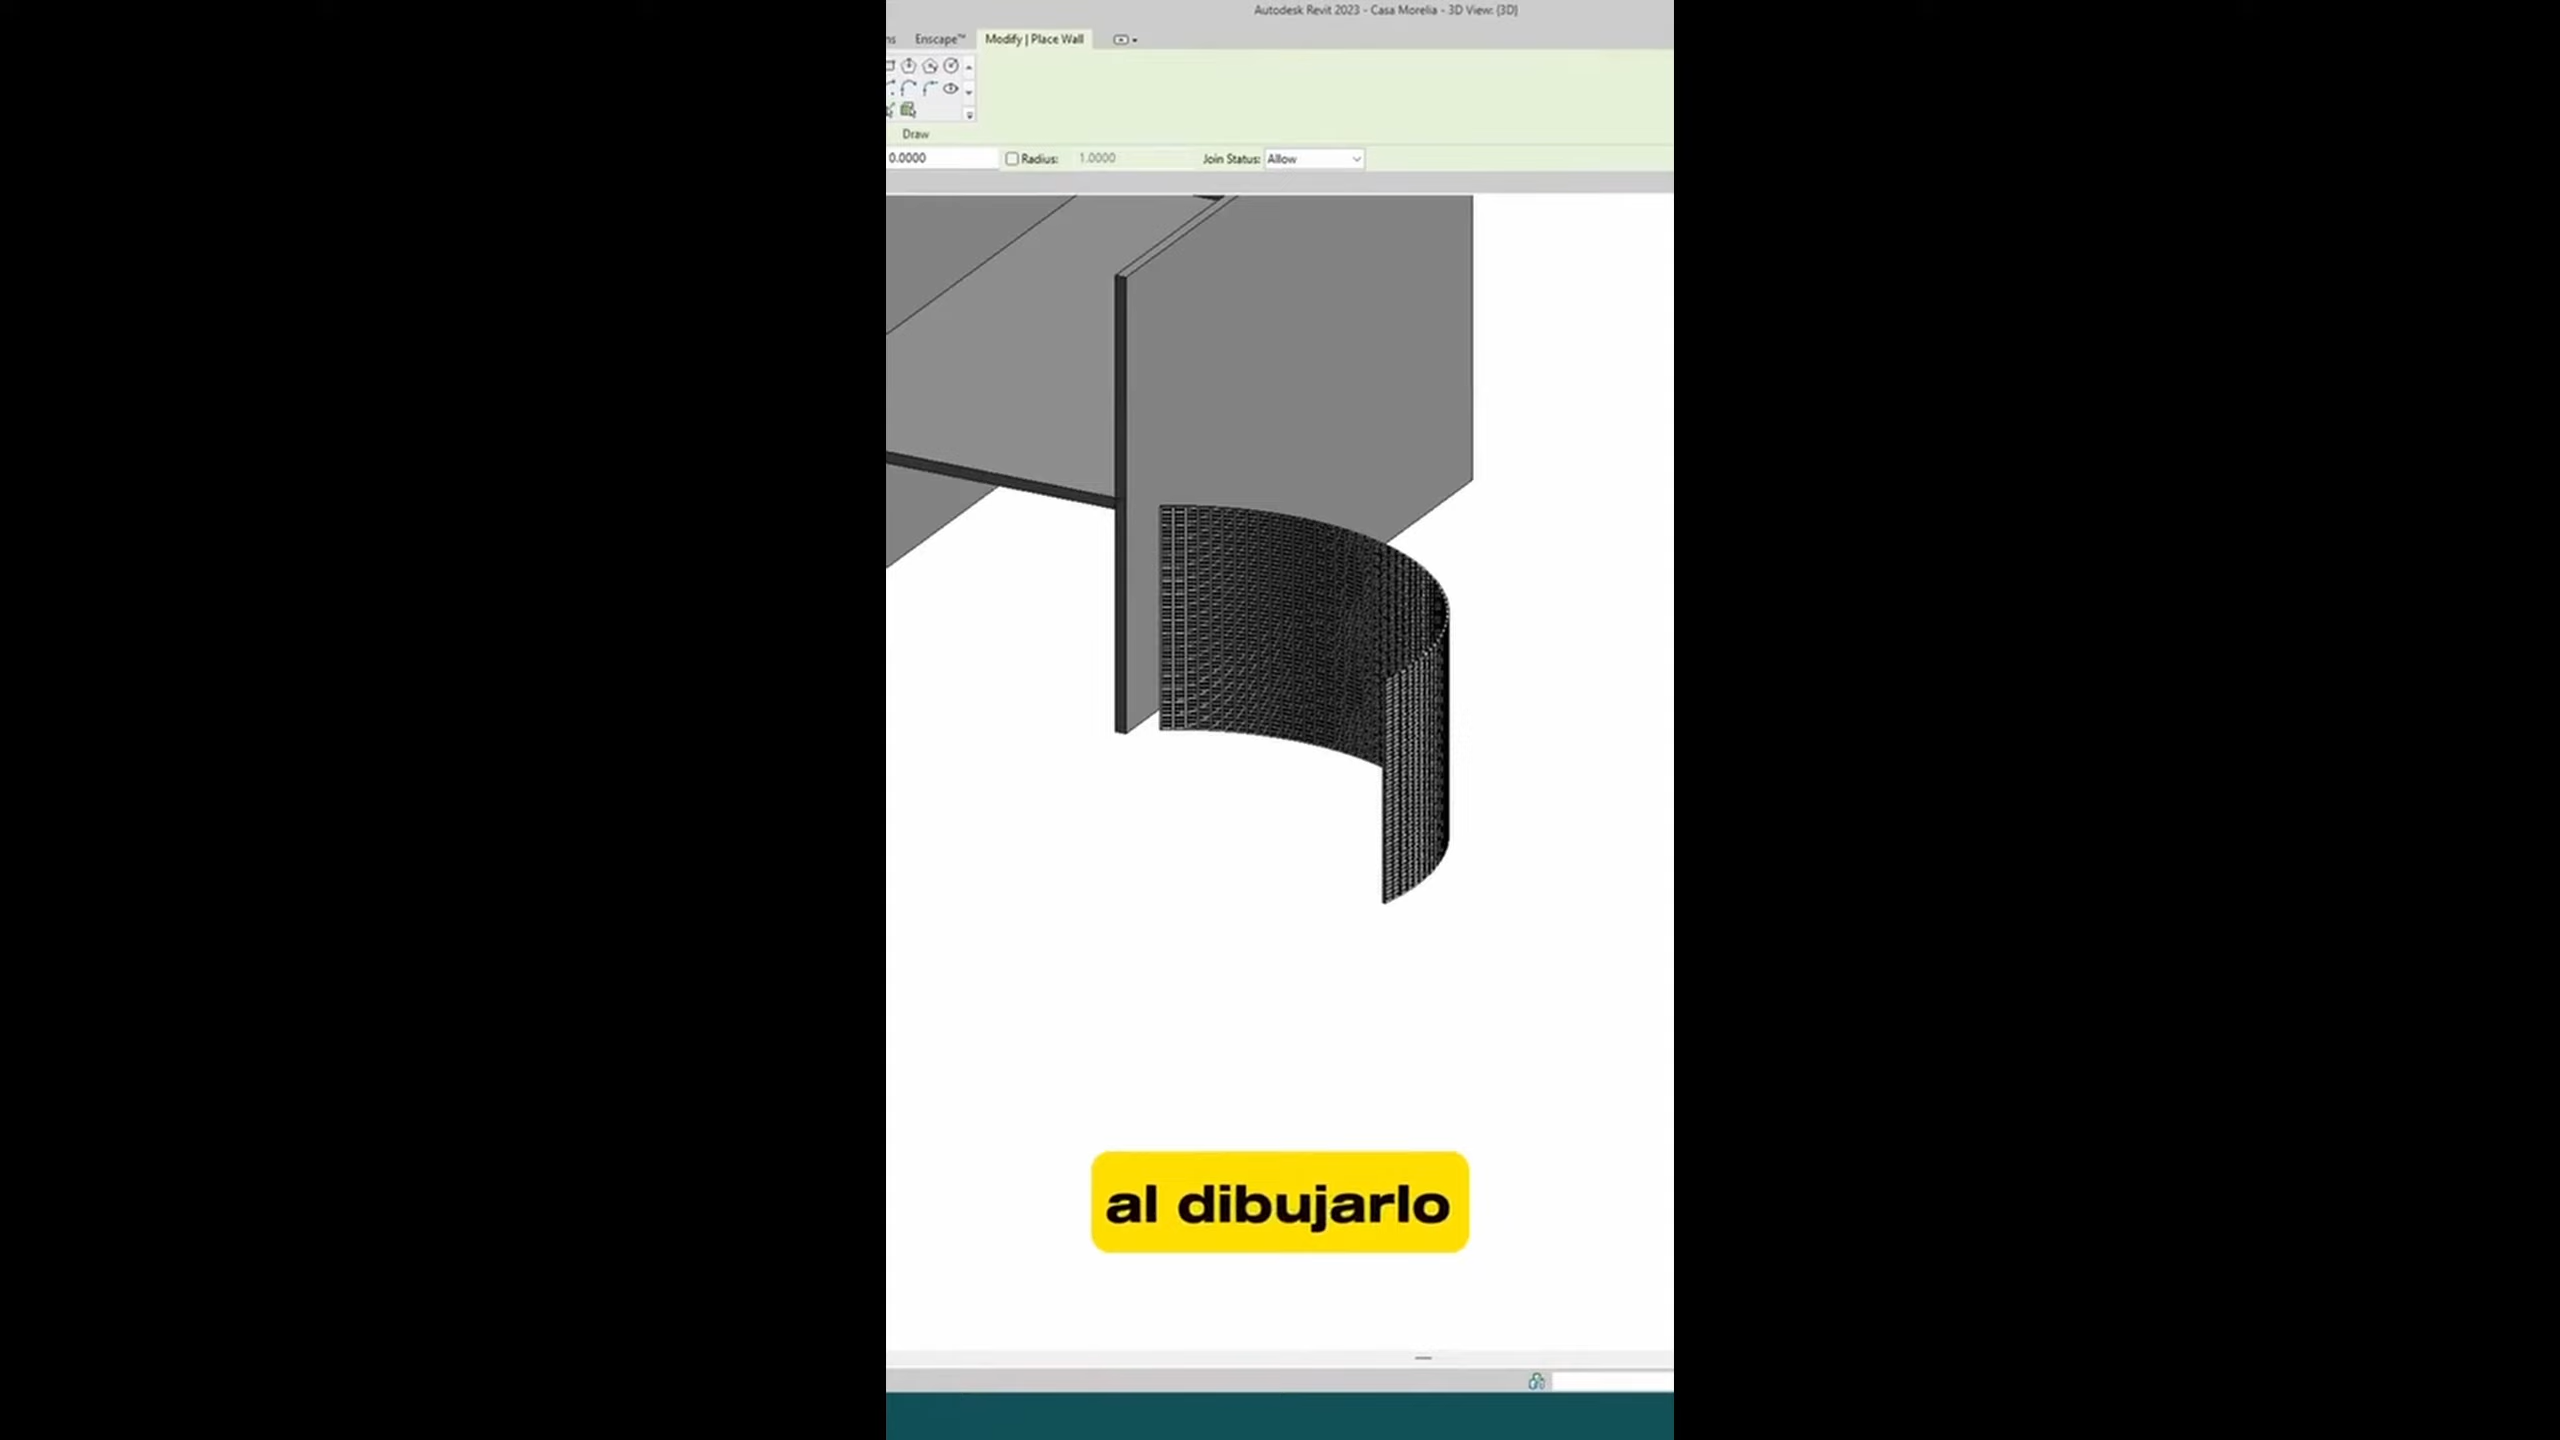 Autodesk Revit 2023 - Casa Morelia - 3D View: {3D}
Enscape™ Modify | Place Wall
Draw
0.0000 Radius: 1.0000 Join Status: Allow
al dibujarlo